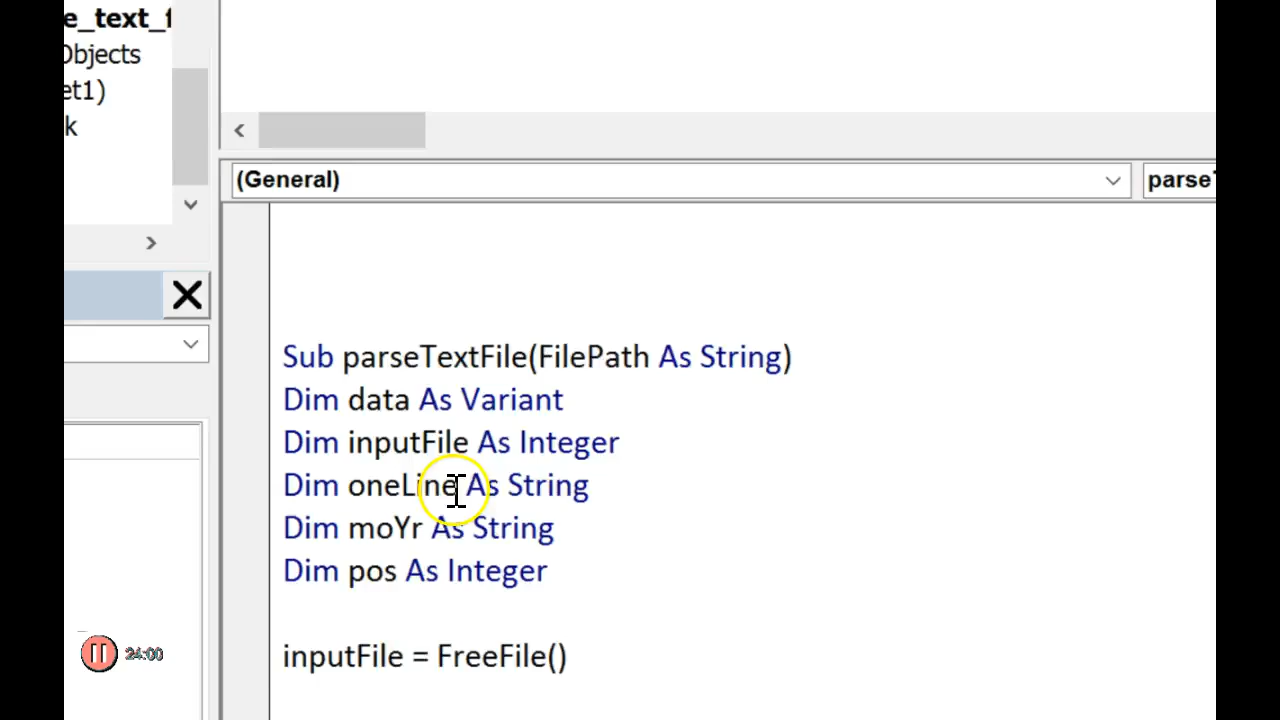 e_text_f
Objects
et1)
k
(General)
parseT
Sub parseTextFile(FilePath As String)
Dim data As Variant
Dim inputFile As Integer
Dim oneLine As String
Dim moYr As String
Dim pos As Integer
inputFile = FreeFile()
24:00